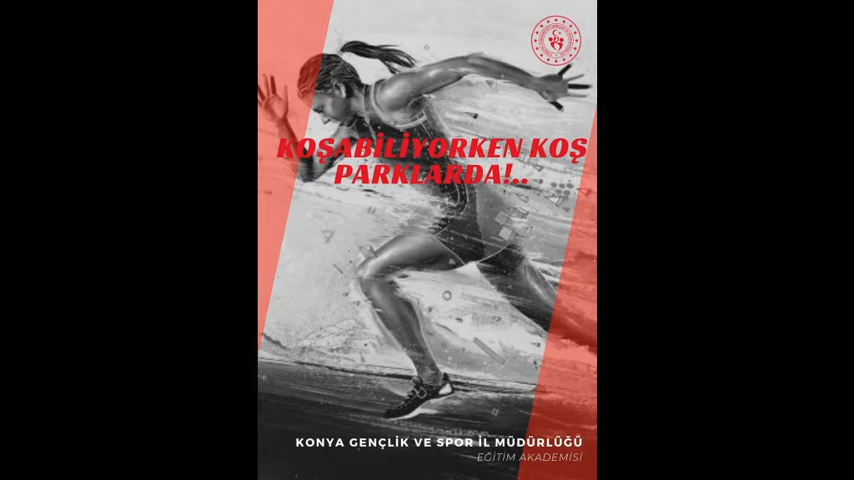 KOŞABİLİYORKEN KOŞ
PARKLARDA!..
KONYA GENÇLİK VE SPOR İL MÜDÜRLÜĞÜ
EĞİTİM AKADEMİSİ